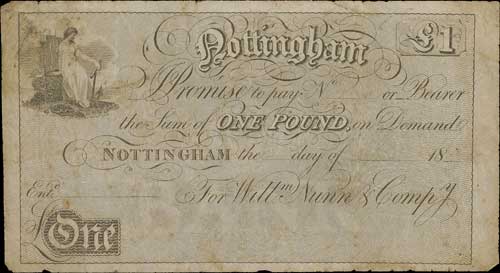 Nottingham £1
I Promise to pay No or Bearer
the Sum of ONE POUND on Demand
NOTTINGHAM the day of 18
Entd For Willm Nunn & Compy
£One